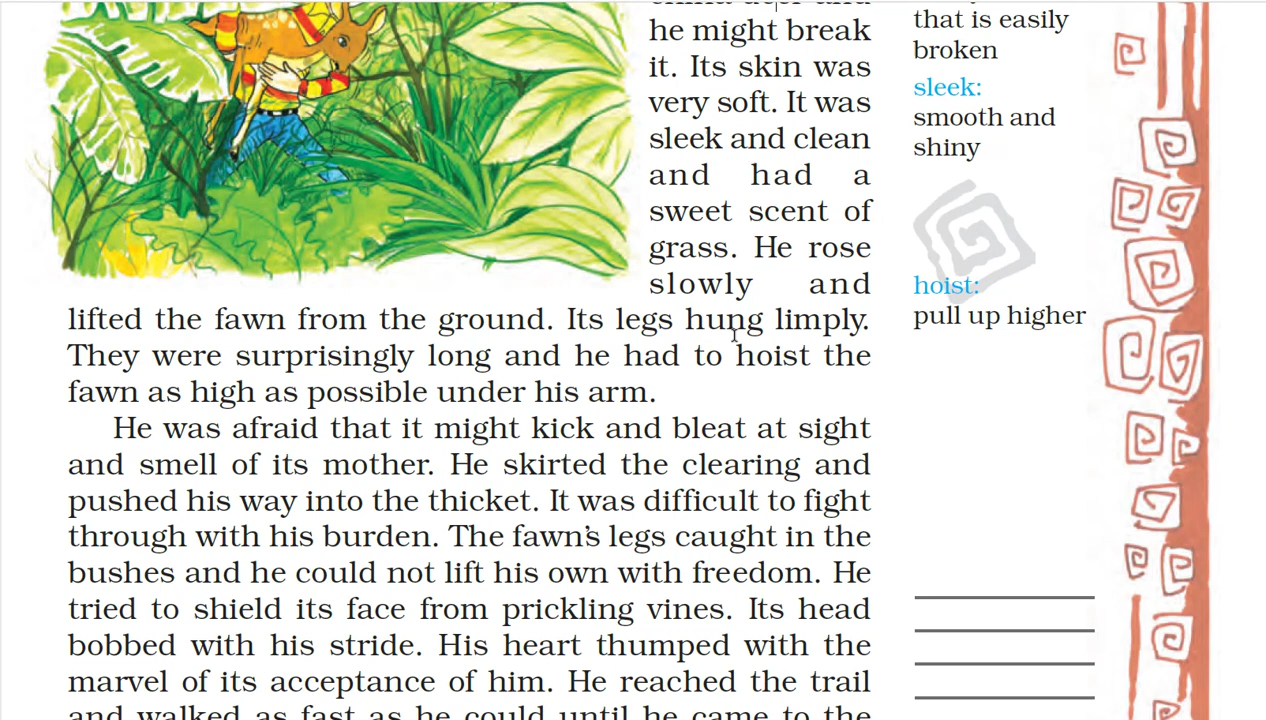 he might break
it. Its skin was
very soft. It was
sleek and clean
and had a
sweet scent of
grass. He rose
slowly and
lifted the fawn from the ground. Its legs hung limply.
They were surprisingly long and he had to hoist the
fawn as high as possible under his arm.
He was afraid that it might kick and bleat at sight
and smell of its mother. He skirted the clearing and
pushed his way into the thicket. It was difficult to fight
through with his burden. The fawn’s legs caught in the
bushes and he could not lift his own with freedom. He
tried to shield its face from prickling vines. Its head
bobbed with his stride. His heart thumped with the
marvel of its acceptance of him. He reached the trail
and walked as fast as he could until he came to the
that is easily
broken
sleek:
smooth and
shiny
hoist:
pull up higher